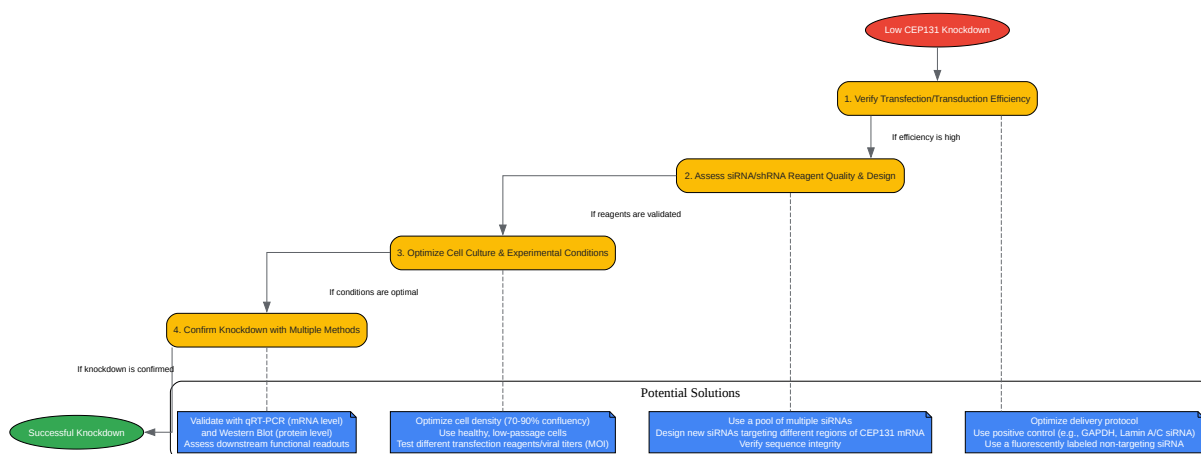 Low CEP131 Knockdown
1. Verify Transfection/Transduction Efficiency
If efficiency is high
2. Assess siRNA/shRNA Reagent Quality & Design
If reagents are validated
3. Optimize Cell Culture & Experimental Conditions
If conditions are optimal
4. Confirm Knockdown with Multiple Methods
If knockdown is confirmed
Potential Solutions
Successful Knockdown
Validate with qRT-PCR (mRNA level)
and Western Blot (protein level)
Assess downstream functional readouts
Optimize cell density (70-90% confluency)
Use healthy, low-passage cells
Test different transfection reagents/viral titers (MOI)
Use a pool of multiple siRNAs
Design new siRNAs targeting different regions of CEP131 mRNA
Verify sequence integrity
Optimize delivery protocol
Use positive control (e.g., GAPDH, Lamin A/C siRNA)
Use a fluorescently labeled non-targeting siRNA